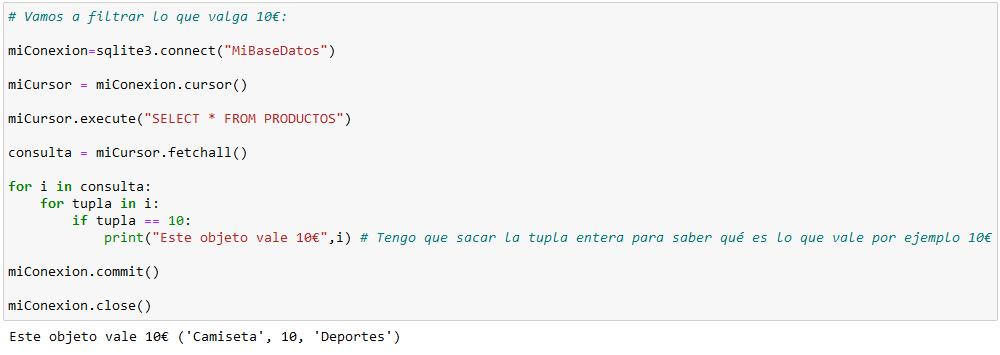 # Vamos a filtrar lo que valga 10€:
miConexion=sqlite3.connect("MiBaseDatos")
miCursor = miConexion.cursor()
miCursor.execute("SELECT * FROM PRODUCTOS")
consulta = miCursor.fetchall()
for i in consulta:
    for tupla in i:
        if tupla == 10:
            print("Este objeto vale 10€",i) # Tengo que sacar la tupla entera para saber qué es lo que vale por ejemplo 10€
miConexion.commit()
miConexion.close()
Este objeto vale 10€ ('Camiseta', 10, 'Deportes')